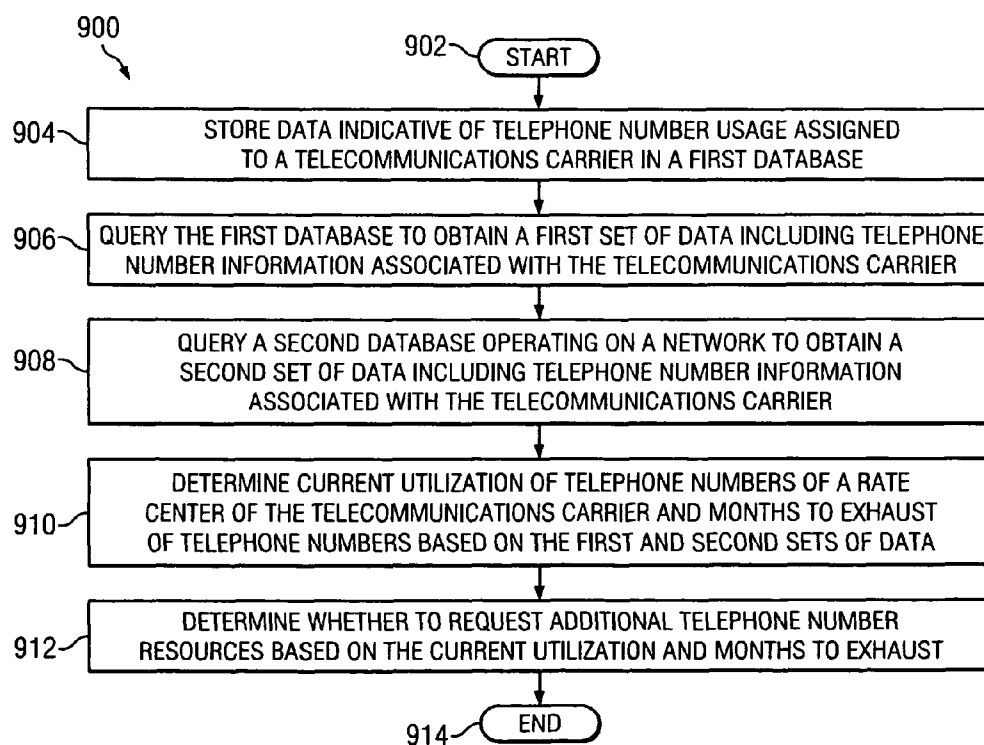 900
902
START
904
STORE DATA INDICATIVE OF TELEPHONE NUMBER USAGE ASSIGNED
TO A TELECOMMUNICATIONS CARRIER IN A FIRST DATABASE
906
QUERY THE FIRST DATABASE TO OBTAIN A FIRST SET OF DATA INCLUDING TELEPHONE
NUMBER INFORMATION ASSOCIATED WITH THE TELECOMMUNICATIONS CARRIER
908
QUERY A SECOND DATABASE OPERATING ON A NETWORK TO OBTAIN A
SECOND SET OF DATA INCLUDING TELEPHONE NUMBER INFORMATION
ASSOCIATED WITH THE TELECOMMUNICATIONS CARRIER
910
DETERMINE CURRENT UTILIZATION OF TELEPHONE NUMBERS OF A RATE
CENTER OF THE TELECOMMUNICATIONS CARRIER AND MONTHS TO EXHAUST
OF TELEPHONE NUMBERS BASED ON THE FIRST AND SECOND SETS OF DATA
912
DETERMINE WHETHER TO REQUEST ADDITIONAL TELEPHONE NUMBER
RESOURCES BASED ON THE CURRENT UTILIZATION AND MONTHS TO EXHAUST
914
END